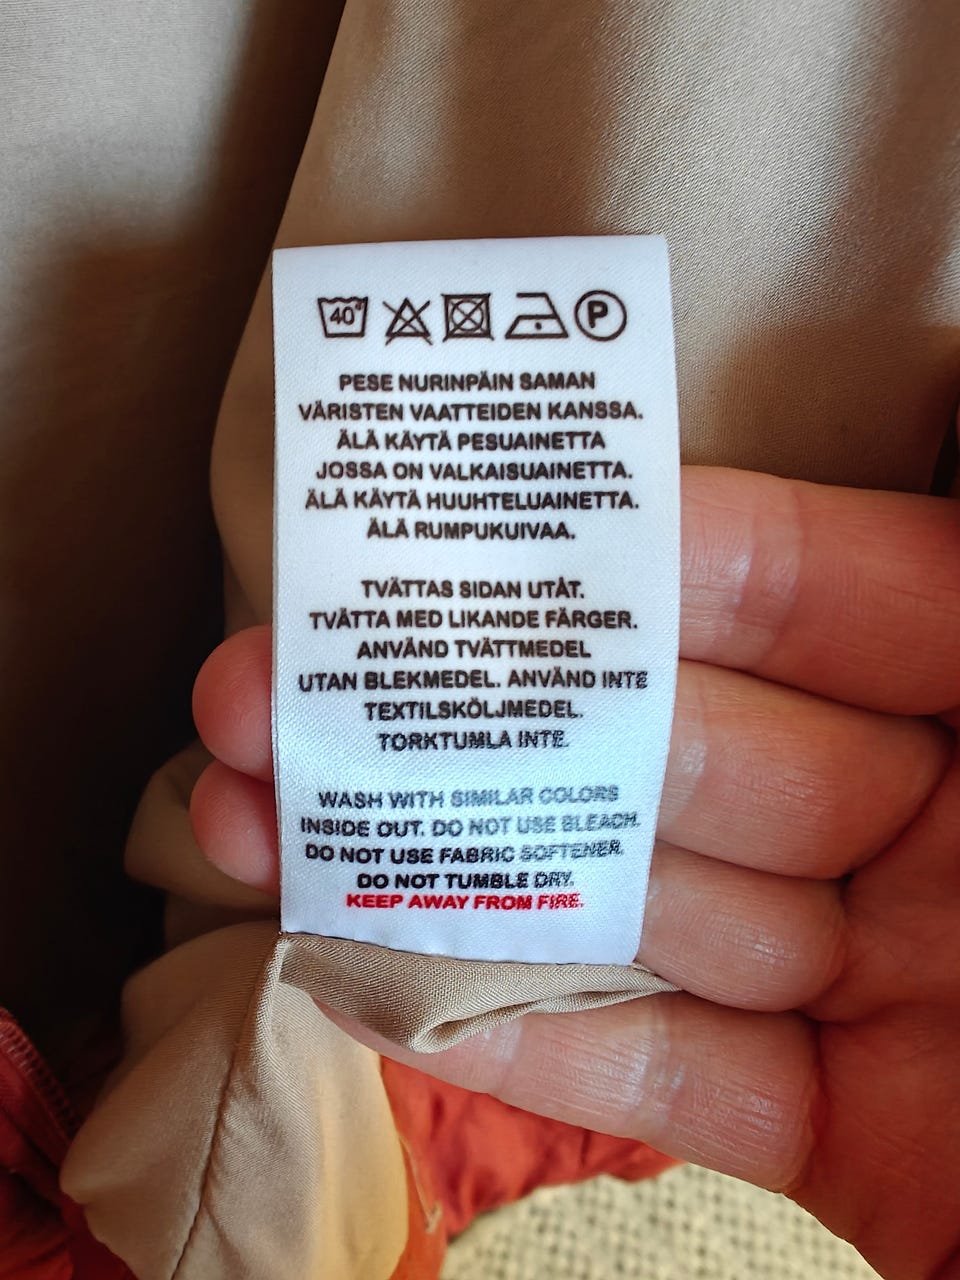 40°
P
PESE NURINPÄIN SAMAN
VÄRISTEN VAATTEIDEN KANSSA.
ÄLÄ KÄYTÄ PESUAINETTA
JOSSA ON VALKAISUAINETTA.
ÄLÄ KÄYTÄ HUUHTELUAINETTA.
ÄLÄ RUMPUKUIVAA.
TVÄTTAS SIDAN UTÅT.
TVÄTTA MED LIKANDE FÄRGER.
ANVÄND TVÄTTMEDEL
UTAN BLEKMEDEL. ANVÄND INTE
TEXTILSKÖLJMEDEL.
TORKTUMLA INTE.
WASH WITH SIMILAR COLORS
INSIDE OUT. DO NOT USE BLEACH.
DO NOT USE FABRIC SOFTENER.
DO NOT TUMBLE DRY.
KEEP AWAY FROM FIRE.